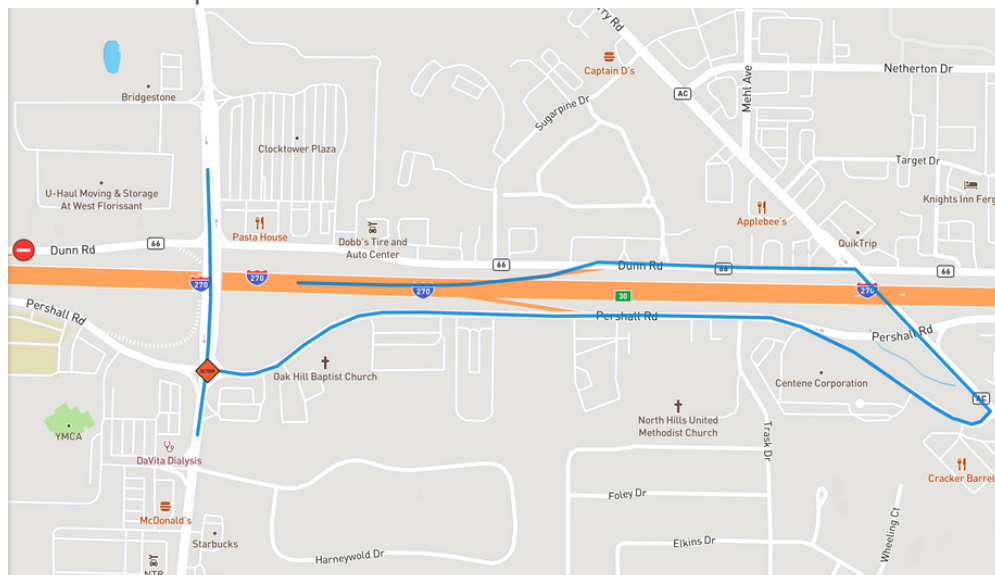 rry Rd
Captain D's
AC
Netherton Dr
Bridgestone
Mehl Ave
Sugarpine Dr
Clocktower Plaza
Target Dr
U-Haul Moving & Storage
At West Florissant
Knights Inn Ferg
Pasta House
Applebee's
Dobb's Tire and
Auto Center
QuikTrip
Dunn Rd
66
66
Dunn Rd
66
66
270
270
270
30
270
Pershall Rd
Pershall Rd
Pershall Rd
DETOUR
Oak Hill Baptist Church
Centene Corporation
AC
North Hills United
Methodist Church
YMCA
Trask Dr
DaVita Dialysis
Cracker Barrel
Foley Dr
McDonald's
Wheeling Ct
Starbucks
Elkins Dr
Harneywold Dr
NTB